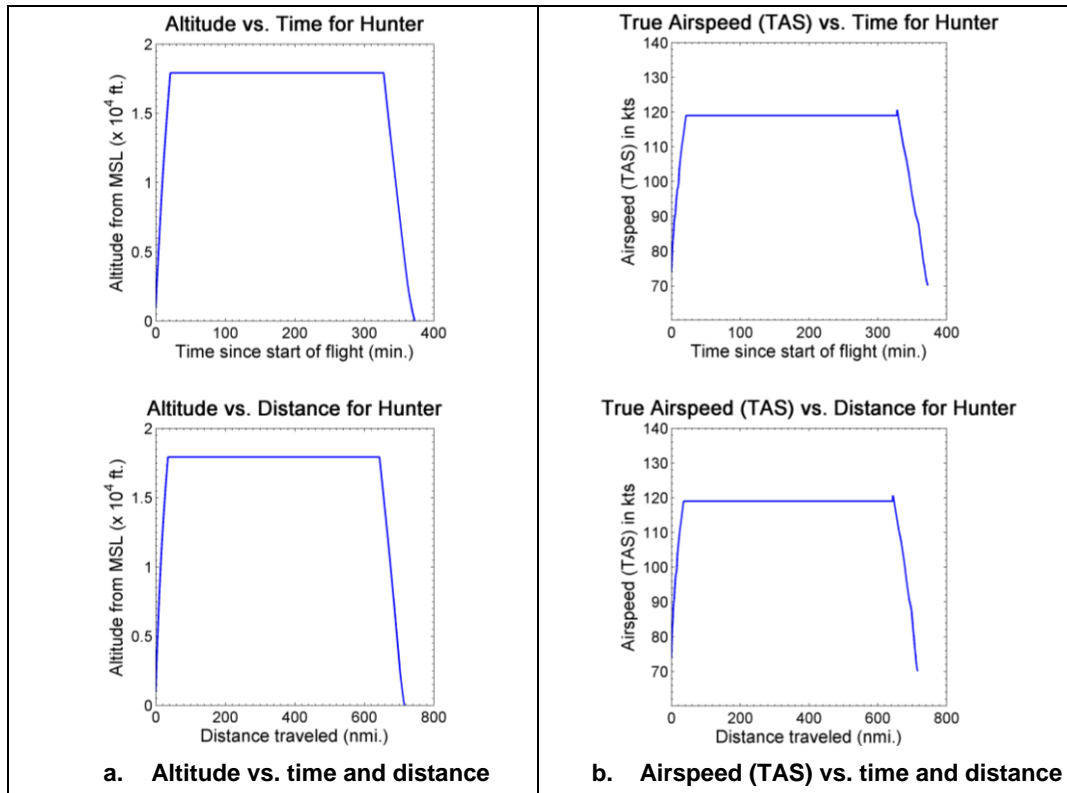 Altitude vs. Time for Hunter
2
1.5
1
0.5
0
Altitude from MSL (x 10^4 ft.)
0 100 200 300 400
Time since start of flight (min.)
Altitude vs. Distance for Hunter
2
1.5
1
0.5
0
Altitude from MSL (x 10^4 ft.)
0 200 400 600 800
Distance traveled (nmi.)
a. Altitude vs. time and distance
True Airspeed (TAS) vs. Time for Hunter
140
130
120
110
100
90
80
70
Airspeed (TAS) in kts
0 100 200 300 400
Time since start of flight (min.)
True Airspeed (TAS) vs. Distance for Hunter
140
130
120
110
100
90
80
70
Airspeed (TAS) in kts
0 200 400 600 800
Distance traveled (nmi.)
b. Airspeed (TAS) vs. time and distance